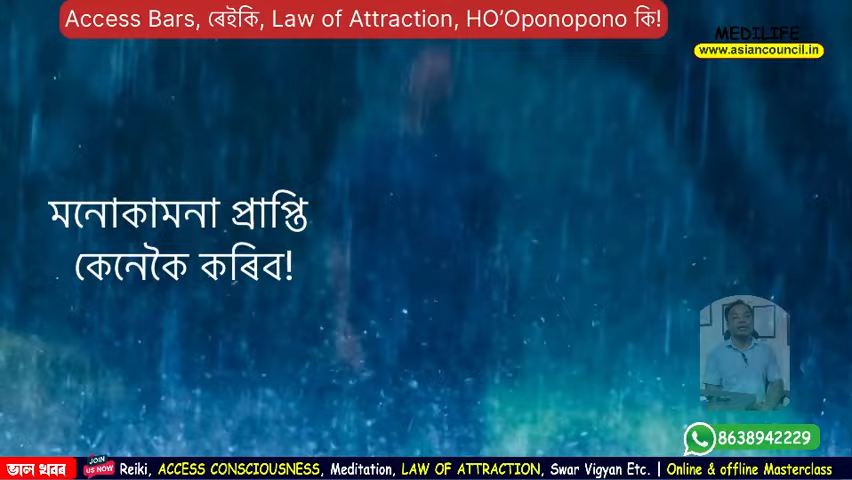 Access Bars, ৰেইকি, Law of Attraction, HO’Oponopono কি!
MEDILIFE
www.asiancouncil.in
মনোকামনা প্ৰাপ্তি
কেনেকৈ কৰিব!
8638942229
ভাল খবৰ JOIN US NOW Reiki, ACCESS CONSCIOUSNESS, Meditation, LAW OF ATTRACTION, Swar Vigyan Etc. | Online & offline Masterclass